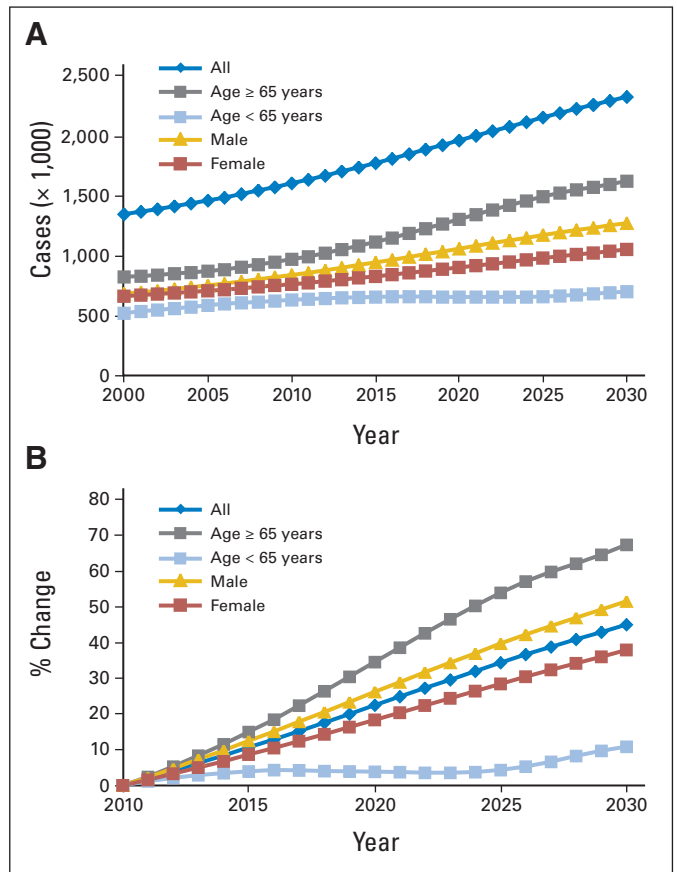 A
All
Age ≥ 65 years
Age < 65 years
Male
Female
Cases (× 1,000)
2,500
2,000
1,500
1,000
500
0
2000 2005 2010 2015 2020 2025 2030
Year
B
All
Age ≥ 65 years
Age < 65 years
Male
Female
% Change
80
70
60
50
40
30
20
10
0
2010 2015 2020 2025 2030
Year